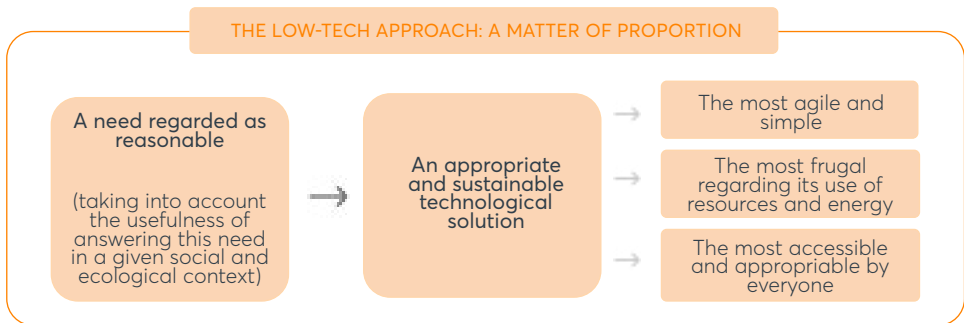 THE LOW-TECH APPROACH: A MATTER OF PROPORTION
A need regarded as
reasonable
(taking into account
the usefulness of
answering this need
in a given social and
ecological context)
An appropriate
and sustainable
technological
solution
The most agile and
simple
The most frugal
regarding its use of
resources and energy
The most accessible
and appropriable by
everyone